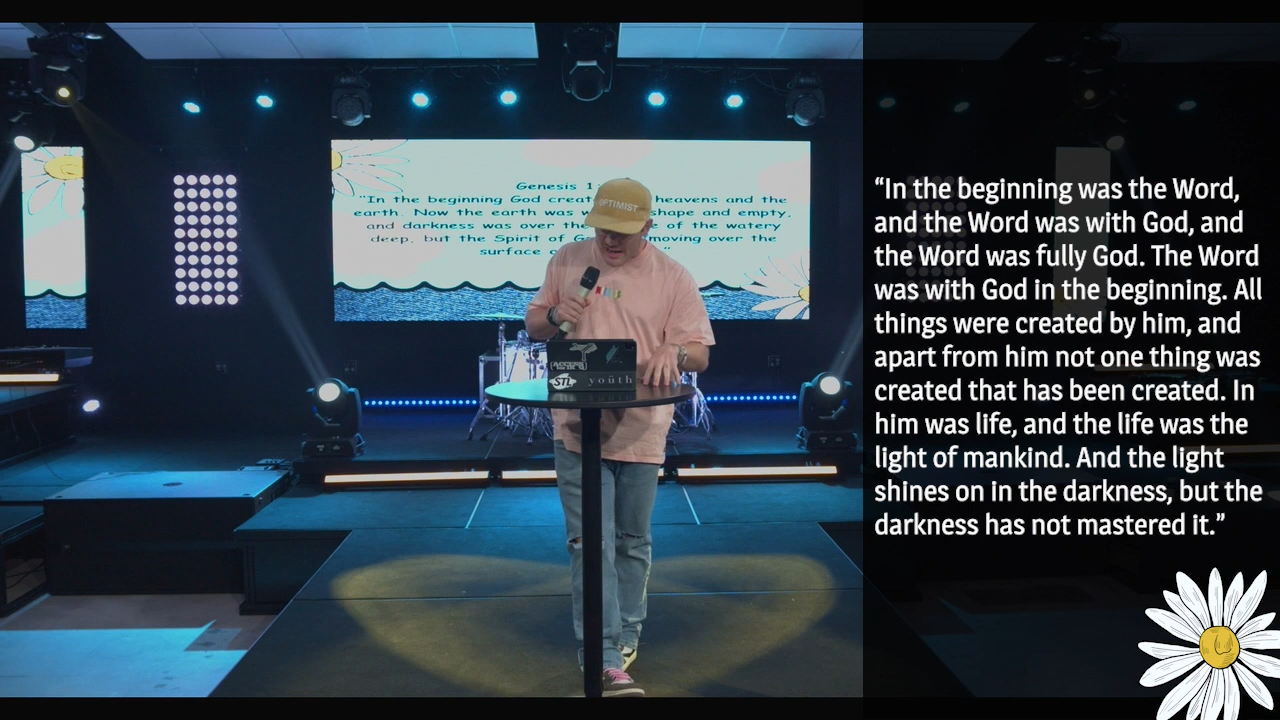 Genesis 1
“In the beginning God heavens and the
earth. Now the earth was shape and empty,
and darkness was over the of the watery
deep, but the Spirit of moving over the
surface
OPTIMIST
STL youth
“In the beginning was the Word,
and the Word was with God, and
the Word was fully God. The Word
was with God in the beginning. All
things were created by him, and
apart from him not one thing was
created that has been created. In
him was life, and the life was the
light of mankind. And the light
shines on in the darkness, but the
darkness has not mastered it.”